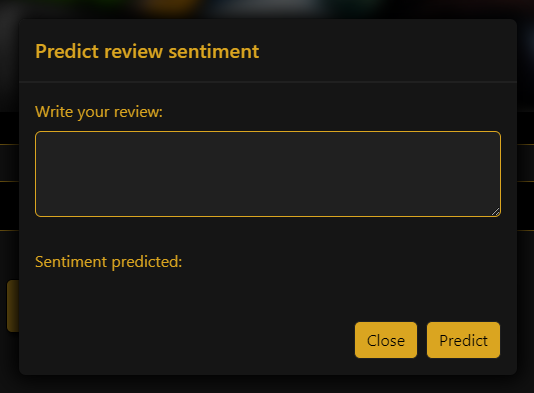 Predict review sentiment
Write your review:
Sentiment predicted:
Close Predict